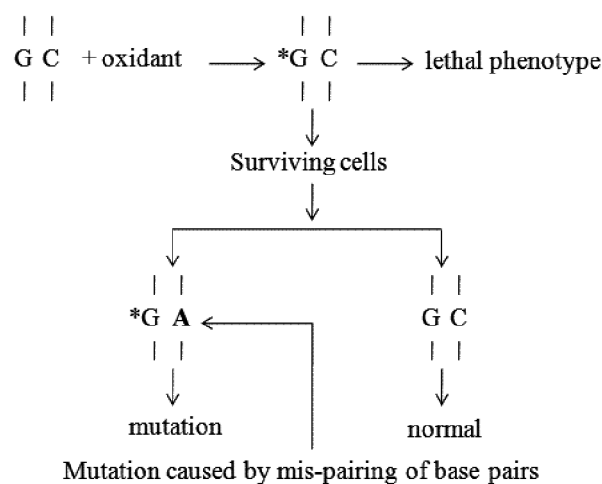 G C + oxidant *G C lethal phenotype
Surviving cells
*G A G C
mutation normal
Mutation caused by mis-pairing of base pairs